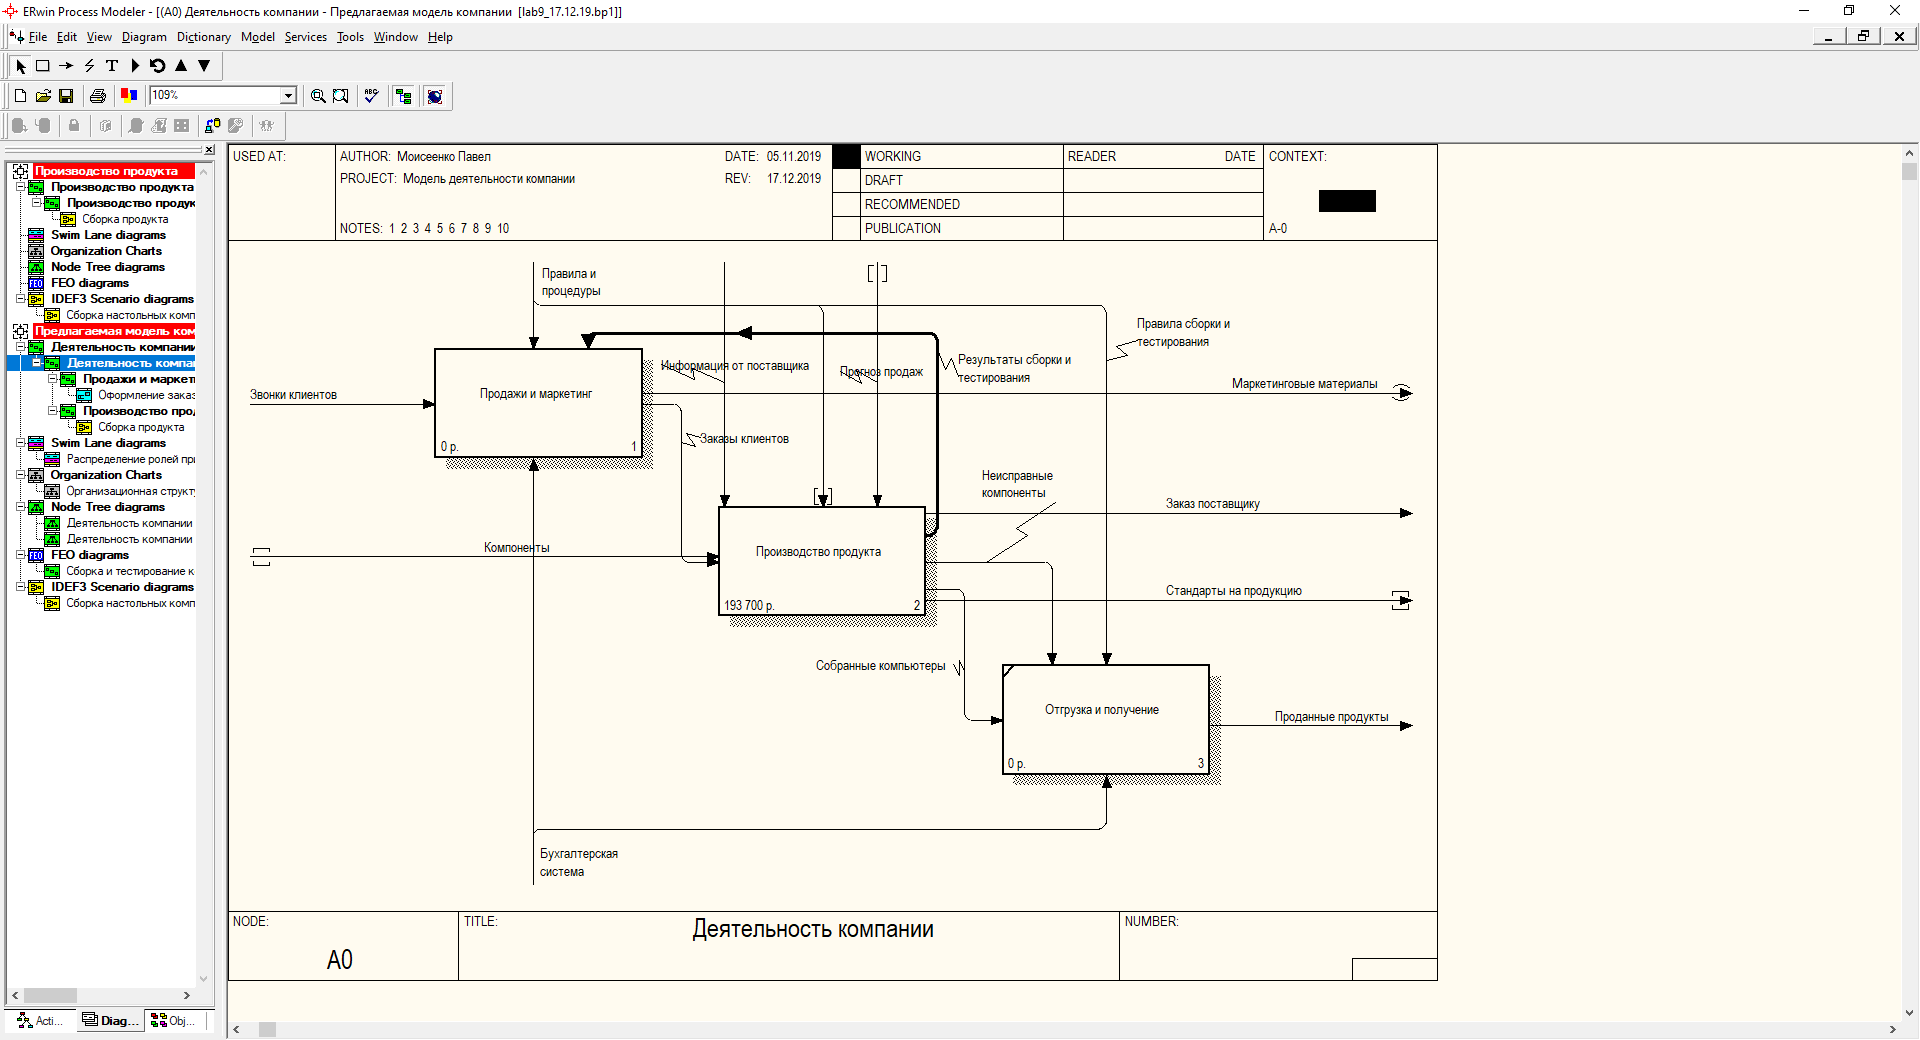 ERwin Process Modeler - [(A0) Деятельность компании - Предлагаемая модель компании  [lab9_17.12.19.bp1]]
File Edit View Diagram Dictionary Model Services Tools Window Help
109%
Производство продукта
Производство продукта
Производство продук
Сборка продукта
Swim Lane diagrams
Organization Charts
Node Tree diagrams
FEO diagrams
IDEF3 Scenario diagrams
Сборка настольных комп
Предлагаемая модель ком
Деятельность компании
Деятельность компа
Продажи и маркет
Оформление заказ
Производство про
Сборка продукта
Swim Lane diagrams
Распределение ролей пр
Organization Charts
Организационная структ
Node Tree diagrams
Деятельность компании
Деятельность компании
FEO diagrams
Сборка и тестирование к
IDEF3 Scenario diagrams
Сборка настольных комп
Acti... Diag... Obj...
USED AT:
AUTHOR: Моисеенко Павел
DATE: 05.11.2019
PROJECT: Модель деятельности компании
REV: 17.12.2019
NOTES: 1 2 3 4 5 6 7 8 9 10
WORKING
DRAFT
RECOMMENDED
PUBLICATION
READER
DATE
CONTEXT:
A-0
Правила и
процедуры
Правила сборки и
тестирования
Информация от поставщика
Прогноз продаж
Результаты сборки и
тестирования
Маркетинговые материалы
Звонки клиентов
Продажи и маркетинг
0 р.
1
Заказы клиентов
Неисправные
компоненты
Заказ поставщику
Компоненты
Производство продукта
193 700 р.
2
Стандарты на продукцию
Собранные компьютеры
Отгрузка и получение
0 р.
3
Проданные продукты
Бухгалтерская
система
NODE:
A0
TITLE:
Деятельность компании
NUMBER: